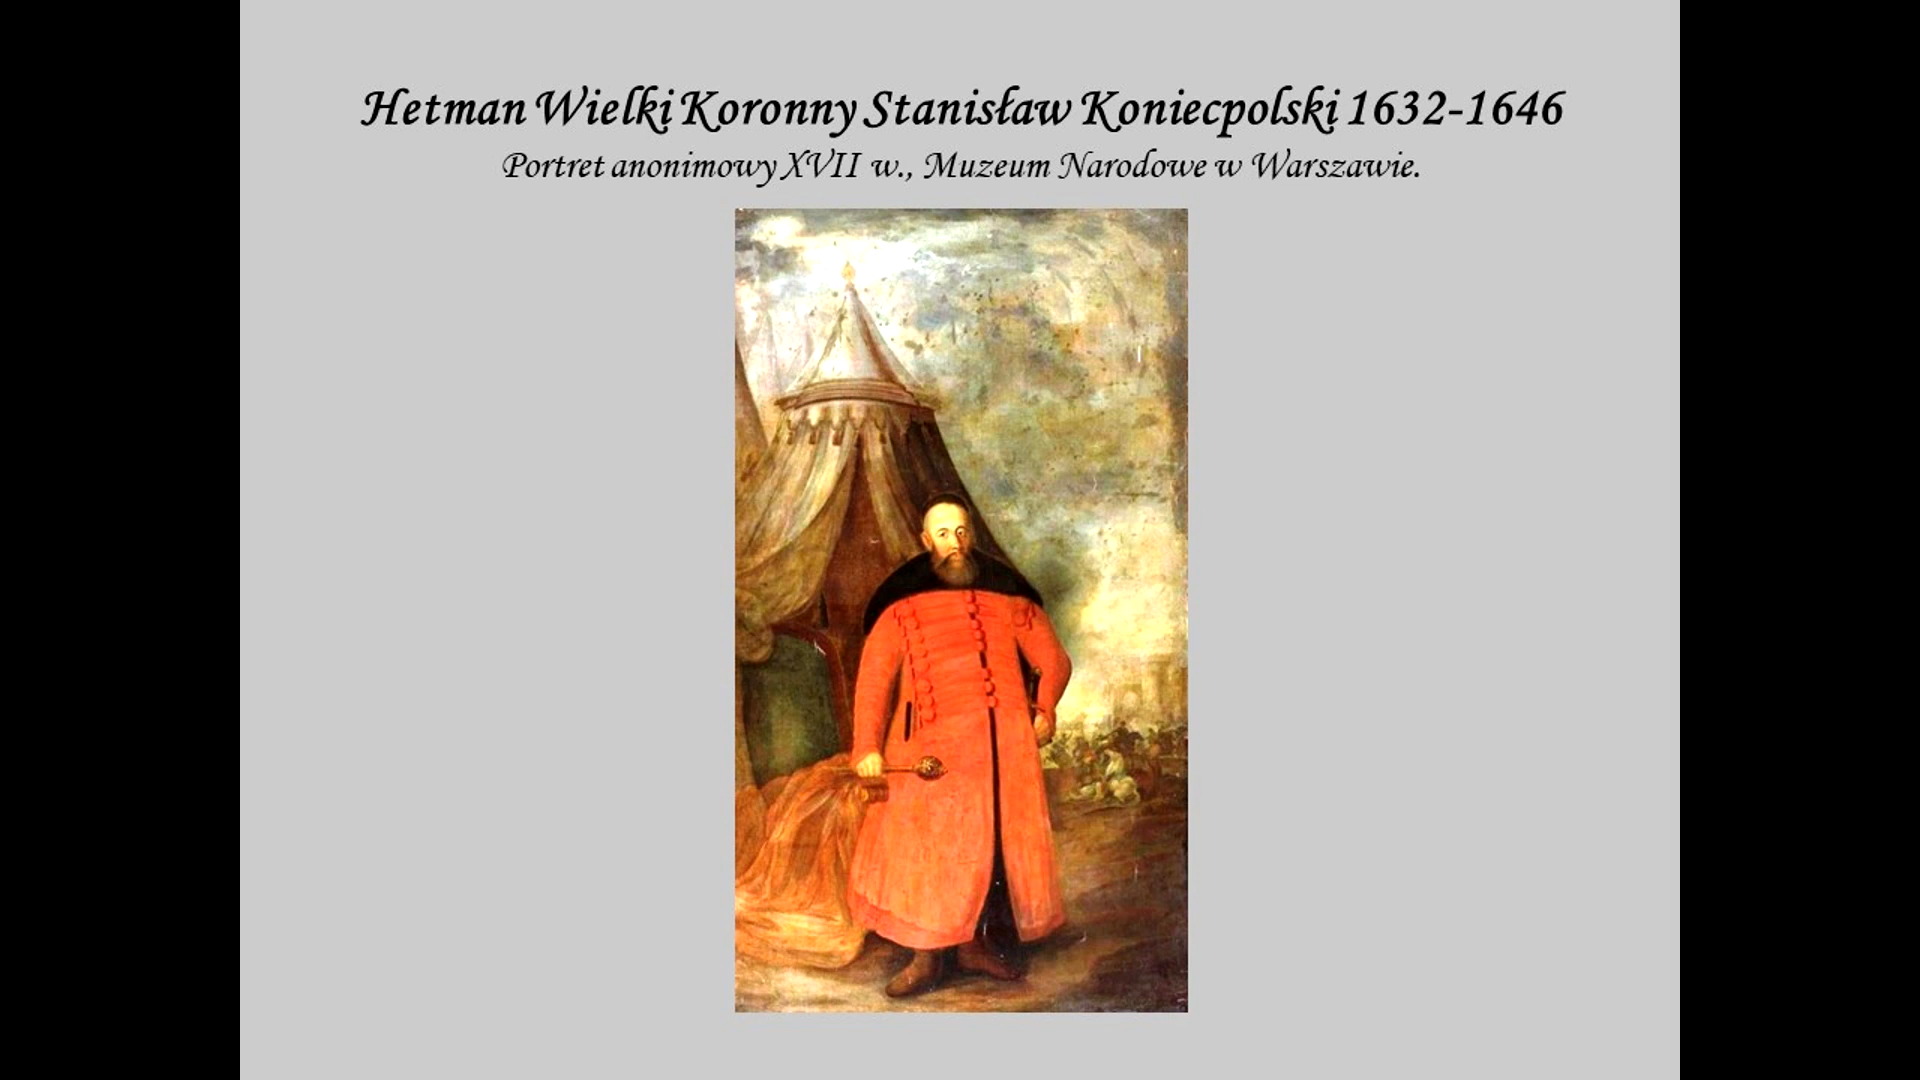 Hetman Wielki Koronny Stanisław Koniecpolski 1632-1646
Portret anonimowy XVII w., Muzeum Narodowe w Warszawie.